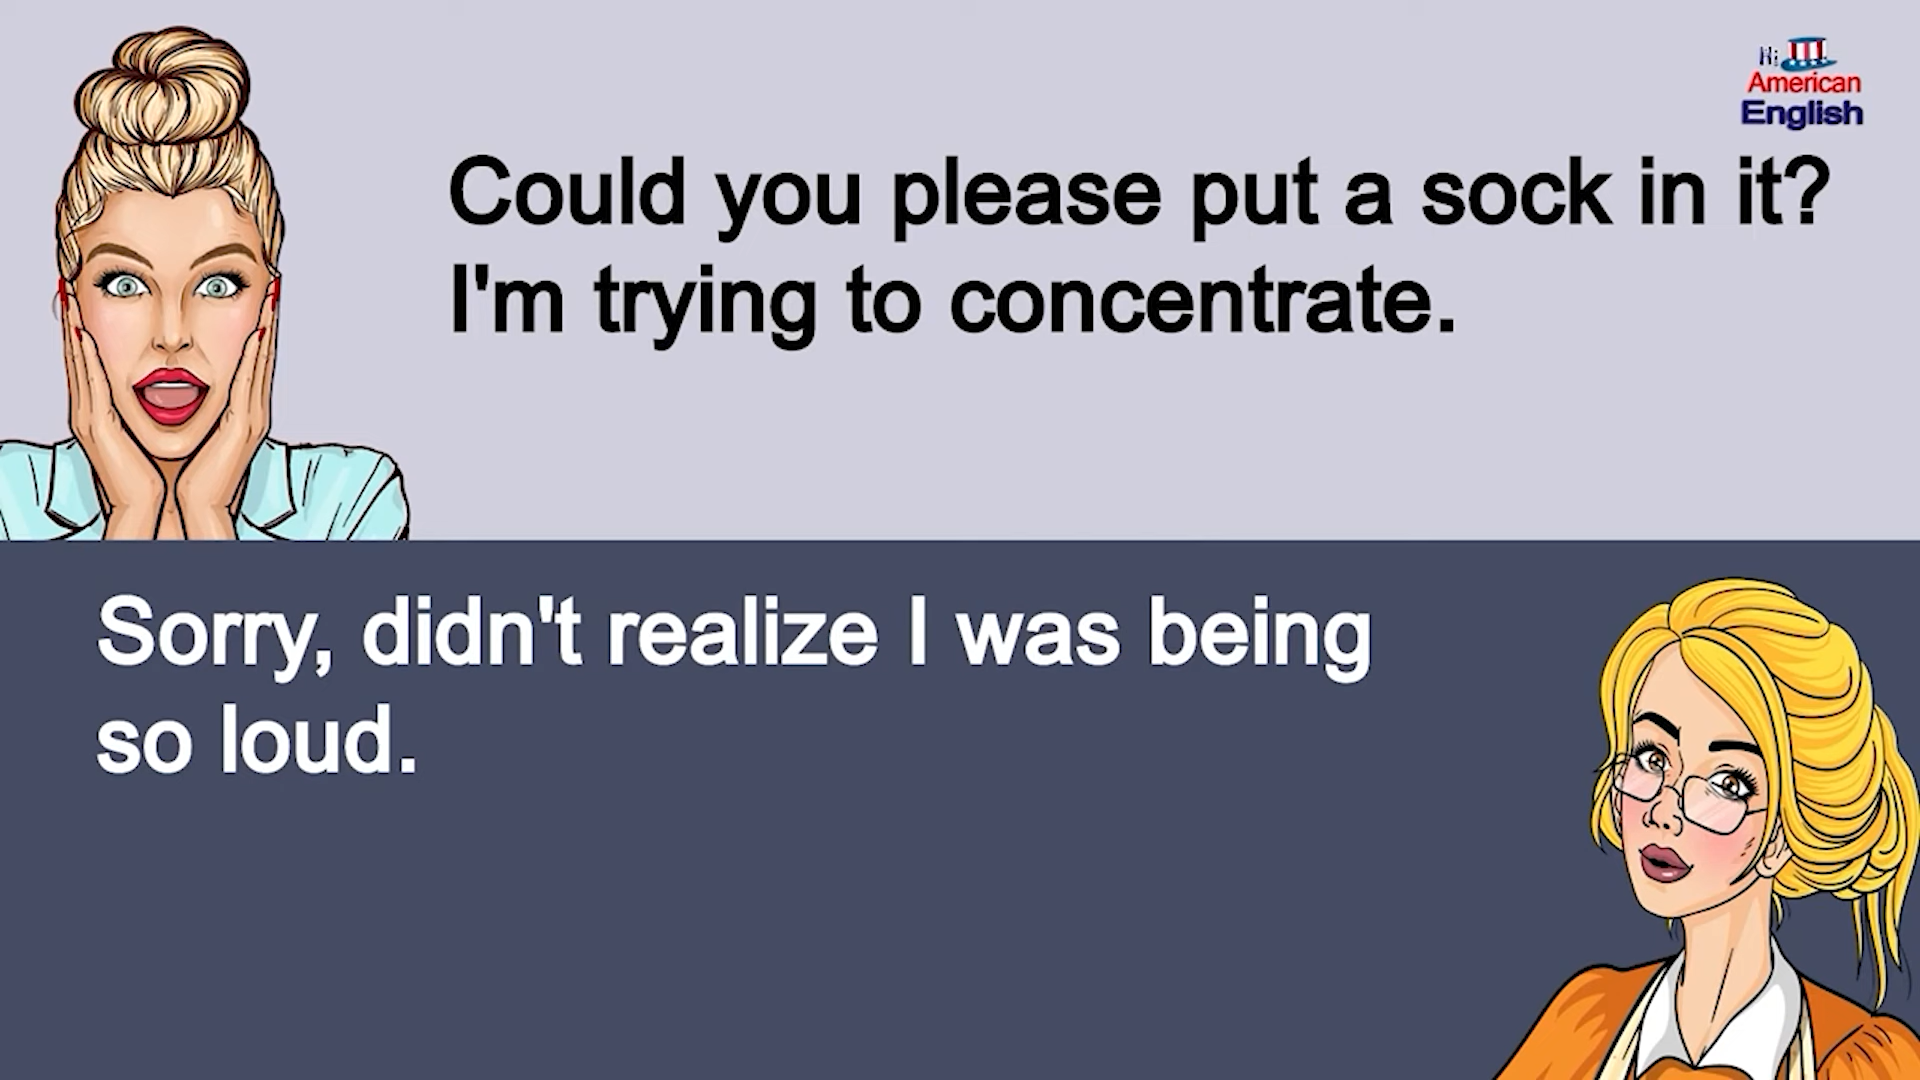 Hi
American
English
Could you please put a sock in it?
I'm trying to concentrate.
Sorry, didn't realize I was being
so loud.